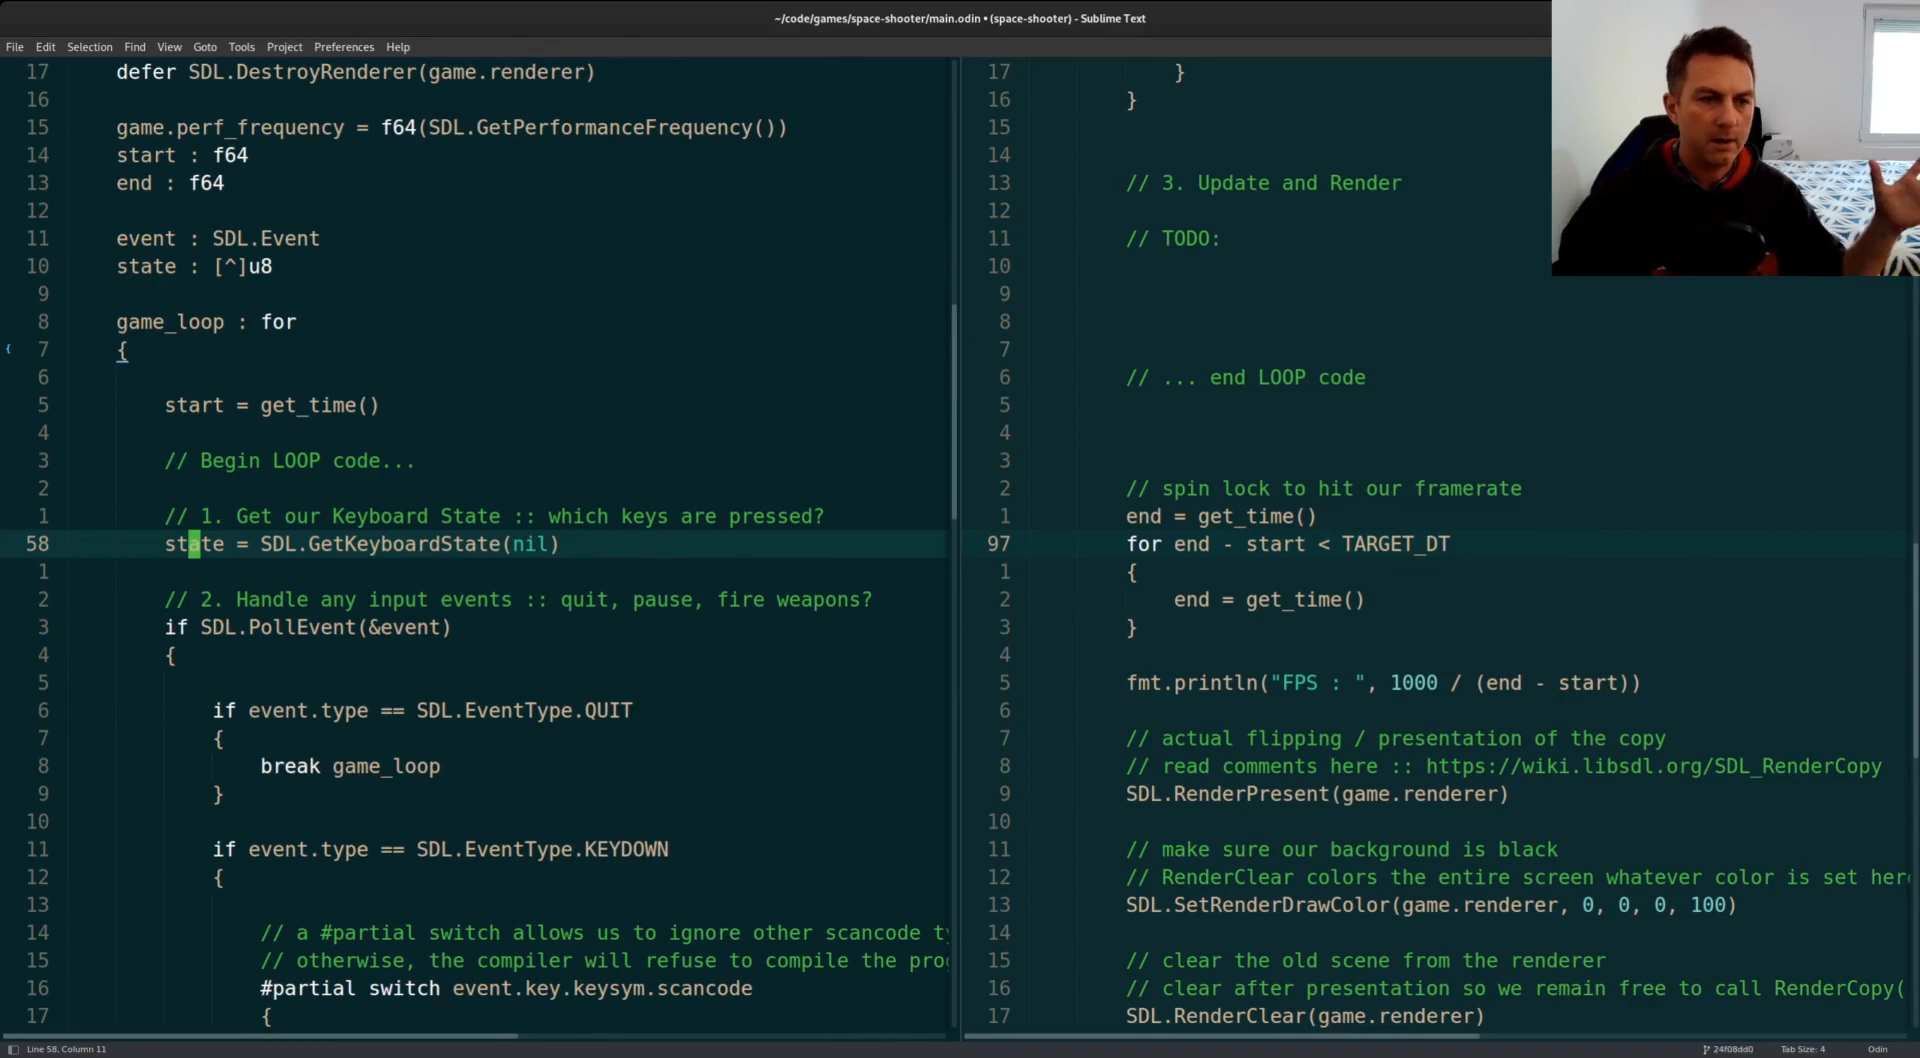 ~/code/games/space-shooter/main.odin • (space-shooter) - Sublime Text
File Edit Selection Find View Goto Tools Project Preferences Help
17 defer SDL.DestroyRenderer(game.renderer)
16
15 game.perf_frequency = f64(SDL.GetPerformanceFrequency())
14 start : f64
13 end : f64
12
11 event : SDL.Event
10 state : [^]u8
9
8 game_loop : for
{ 7 {
6
5 start = get_time()
4
3 // Begin LOOP code...
2
1 // 1. Get our Keyboard State :: which keys are pressed?
58 state = SDL.GetKeyboardState(nil)
1
2 // 2. Handle any input events :: quit, pause, fire weapons?
3 if SDL.PollEvent(&event)
4 {
5
6 if event.type == SDL.EventType.QUIT
7 {
8 break game_loop
9 }
10
11 if event.type == SDL.EventType.KEYDOWN
12 {
13
14 // a #partial switch allows us to ignore other scancode
15 // otherwise, the compiler will refuse to compile the
16 #partial switch event.key.keysym.scancode
17 {
17 }
16 }
15
14
13 // 3. Update and Render
12
11 // TODO:
10
9
8
7
6 // ... end LOOP code
5
4
3
2 // spin lock to hit our framerate
1 end = get_time()
97 for end - start < TARGET_DT
1 {
2 end = get_time()
3 }
4
5 fmt.println("FPS : ", 1000 / (end - start))
6
7 // actual flipping / presentation of the copy
8 // read comments here :: https://wiki.libsdl.org/SDL_RenderCopy
9 SDL.RenderPresent(game.renderer)
10
11 // make sure our background is black
12 // RenderClear colors the entire screen whatever color is set
13 SDL.SetRenderDrawColor(game.renderer, 0, 0, 0, 100)
14
15 // clear the old scene from the renderer
16 // clear after presentation so we remain free to call RenderCopy(
17 SDL.RenderClear(game.renderer)
Line 58, Column 11
24f08dd0 Tab Size: 4 Odin